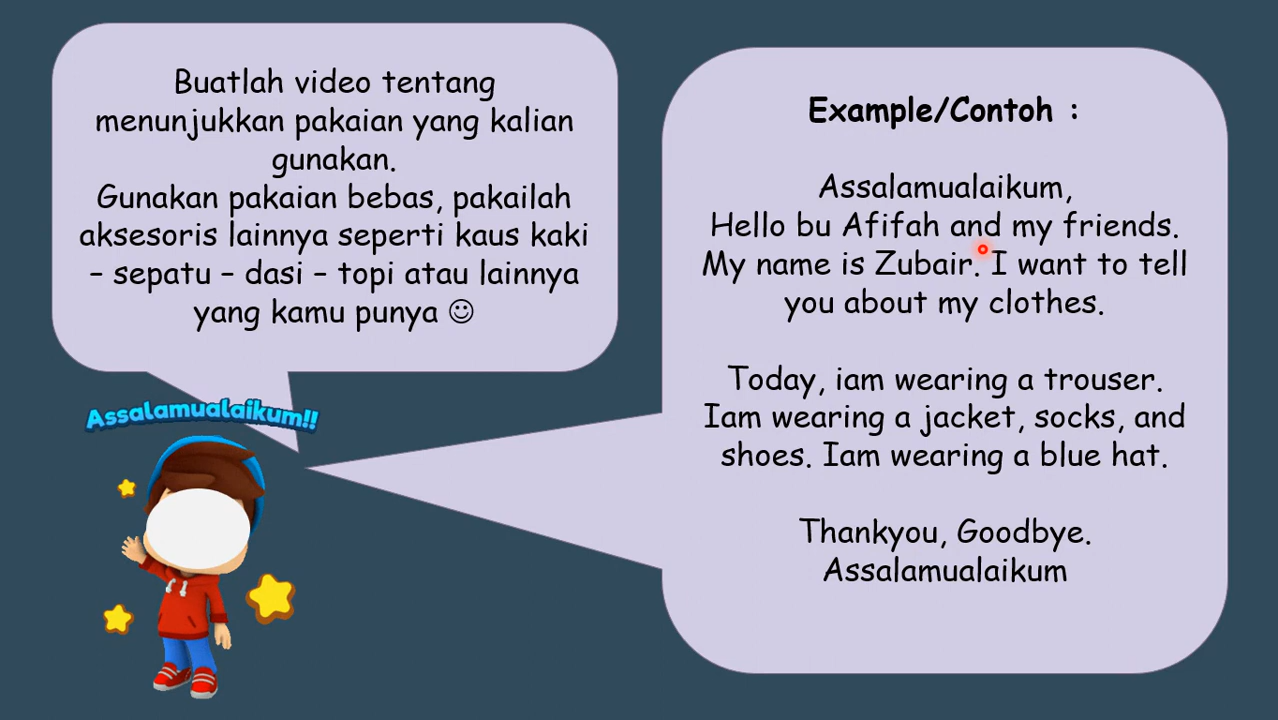 Buatlah video tentang
menunjukkan pakaian yang kalian
gunakan.
Gunakan pakaian bebas, pakailah
aksesoris lainnya seperti kaus kaki
– sepatu – dasi – topi atau lainnya
yang kamu punya ☺
Assalamualaikum!!
Example/Contoh :
Assalamualaikum,
Hello bu Afifah and my friends.
My name is Zubair. I want to tell
you about my clothes.
Today, iam wearing a trouser.
Iam wearing a jacket, socks, and
shoes. Iam wearing a blue hat.
Thankyou, Goodbye.
Assalamualaikum